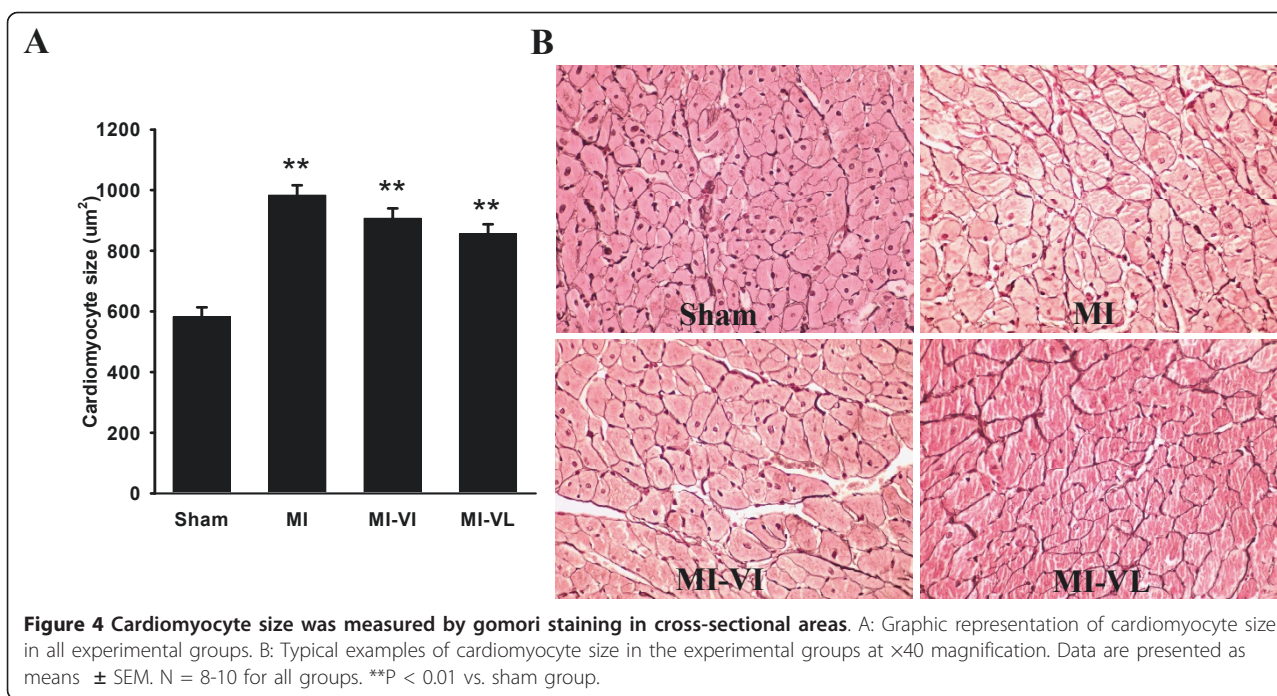 A
B
1200
1000
800
600
400
200
0
Cardiomyocyte size (um²)
** ** **
Sham MI MI-VI MI-VL
Sham
MI
MI-VI
MI-VL
Figure 4 Cardiomyocyte size was measured by gomori staining in cross-sectional areas. A: Graphic representation of cardiomyocyte size
in all experimental groups. B: Typical examples of cardiomyocyte size in the experimental groups at ×40 magnification. Data are presented as
means ± SEM. N = 8-10 for all groups. **P < 0.01 vs. sham group.